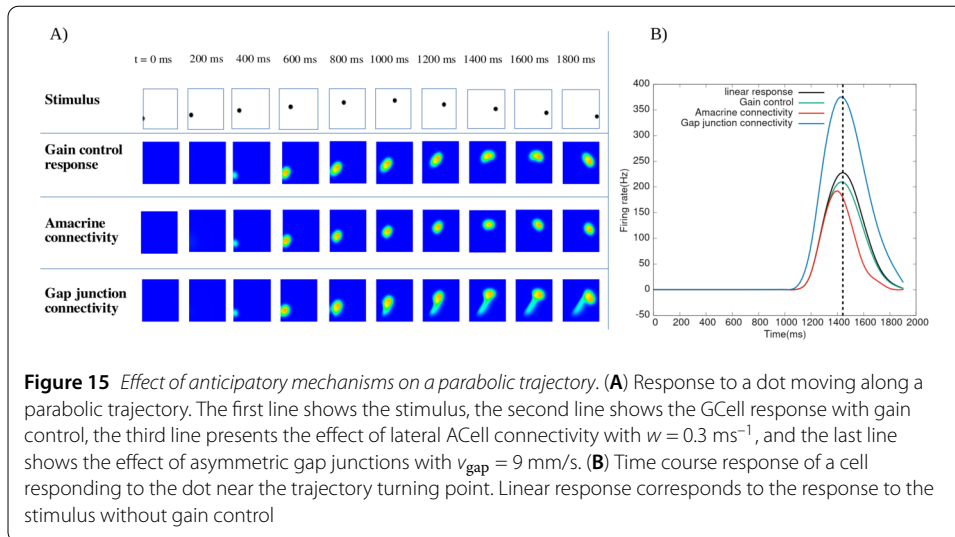 A)
t = 0 ms 200 ms 400 ms 600 ms 800 ms 1000 ms 1200 ms 1400 ms 1600 ms 1800 ms
Stimulus
Gain control
response
Amacrine
connectivity
Gap junction
connectivity
B)
400
350
300
250
200
150
100
50
0
-50
Firing rate(Hz)
linear response
Gain control
Amacrine connectivity
Gap junction connectivity
0 200 400 600 800 1000 1200 1400 1600 1800 2000
Time(ms)
Figure 15 Effect of anticipatory mechanisms on a parabolic trajectory. (A) Response to a dot moving along a
parabolic trajectory. The first line shows the stimulus, the second line shows the GCell response with gain
control, the third line presents the effect of lateral ACell connectivity with w = 0.3 ms⁻¹, and the last line
shows the effect of asymmetric gap junctions with vgap = 9 mm/s. (B) Time course response of a cell
responding to the dot near the trajectory turning point. Linear response corresponds to the response to the
stimulus without gain control